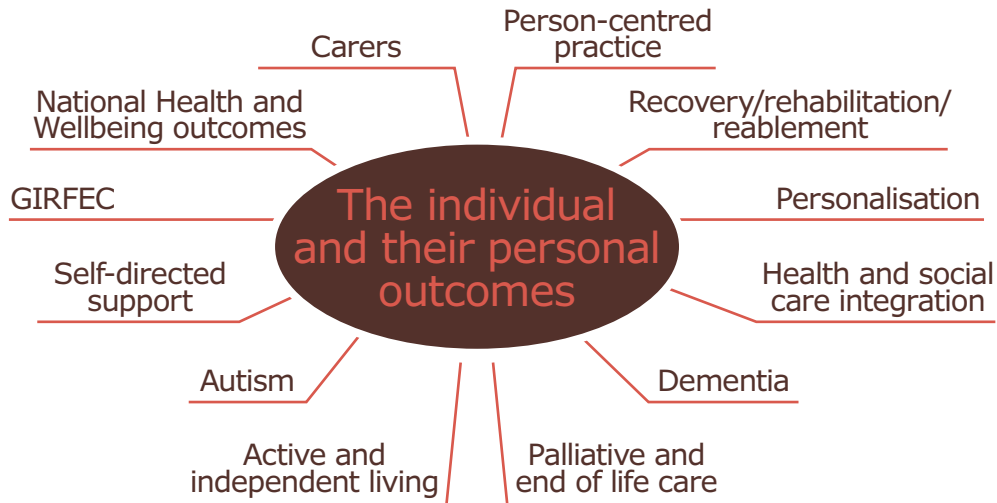 Person-centred
practice
Carers
National Health and
Wellbeing outcomes
Recovery/rehabilitation/
reablement
GIRFEC
The individual
and their personal
outcomes
Personalisation
Self-directed
support
Health and social
care integration
Autism
Dementia
Active and
independent living
Palliative and
end of life care